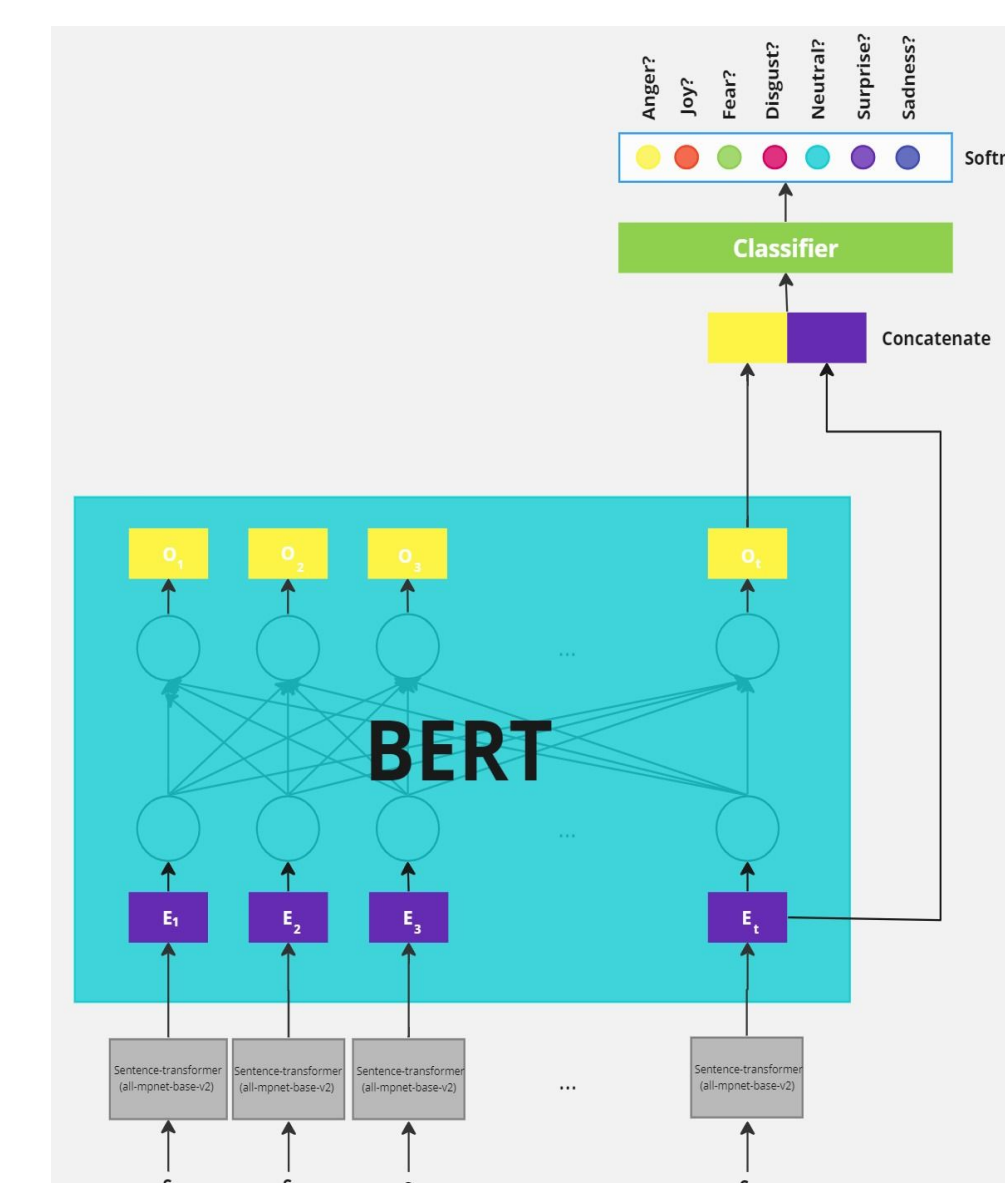 Anger?
Joy?
Fear?
Disgust?
Neutral?
Surprise?
Sadness?
Classifier
Concatenate
O1
O2
O3
Ot
...
BERT
...
E1
E2
E3
Et
Sentence-transformer
(all-mpnet-base-v2)
Sentence-transformer
(all-mpnet-base-v2)
Sentence-transformer
(all-mpnet-base-v2)
...
Sentence-transformer
(all-mpnet-base-v2)